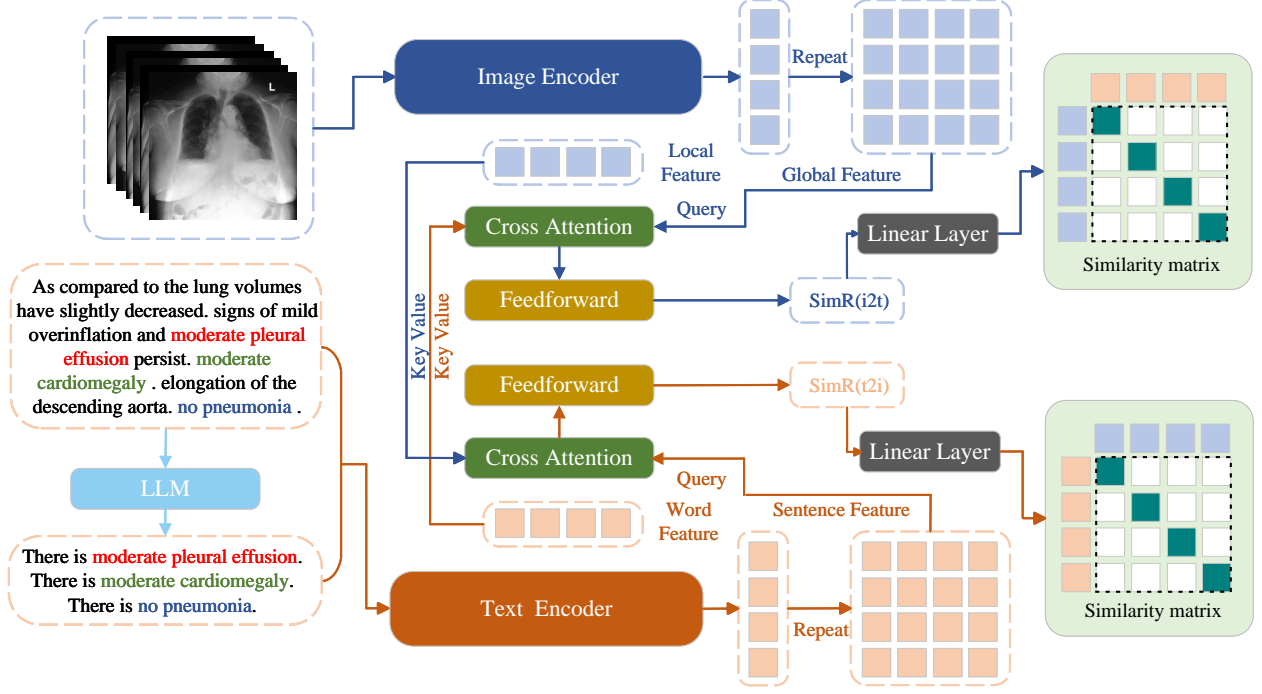 L
Image Encoder
Repeat
Local
Feature
Global Feature
Query
Cross Attention
Linear Layer
Feedforward
SimR(i2t)
Similarity matrix
As compared to the lung volumes
have slightly decreased. signs of mild
overinflation and moderate pleural
effusion persist. moderate
cardiomegaly . elongation of the
descending aorta. no pneumonia .
Key Value
Key Value
Feedforward
SimR(t2i)
Cross Attention
Linear Layer
Query
LLM
Word
Feature
Sentence Feature
There is moderate pleural effusion.
There is moderate cardiomegaly.
There is no pneumonia.
Text Encoder
Repeat
Similarity matrix